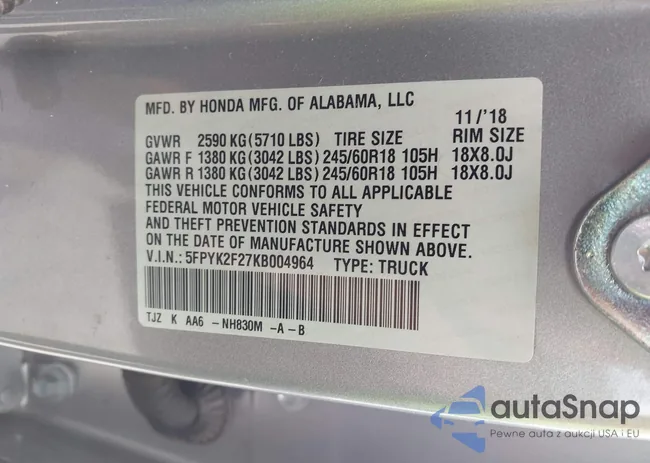 MFD. BY HONDA MFG. OF ALABAMA, LLC
11/'18
GVWR 2590 KG(5710 LBS) TIRE SIZE RIM SIZE
GAWR F 1380 KG(3042 LBS)245/60R18 105H 18X8.0J
GAWR R 1380 KG(3042 LBS)245/60R18 105H 18X8.0J
THIS VEHICLE CONFORMS TO ALL APPLICABLE
FEDERAL MOTOR VEHICLE SAFETY
AND THEFT PREVENTION STANDARDS IN EFFECT
ON THE DATE OF MANUFACTURE SHOWN ABOVE.
V.I.N.: 5FPYK2F27KB004964 TYPE: TRUCK
TJZ K AA6 -NH830M -A-B
autaSnap
Pewne auta z aukcji USA i EU